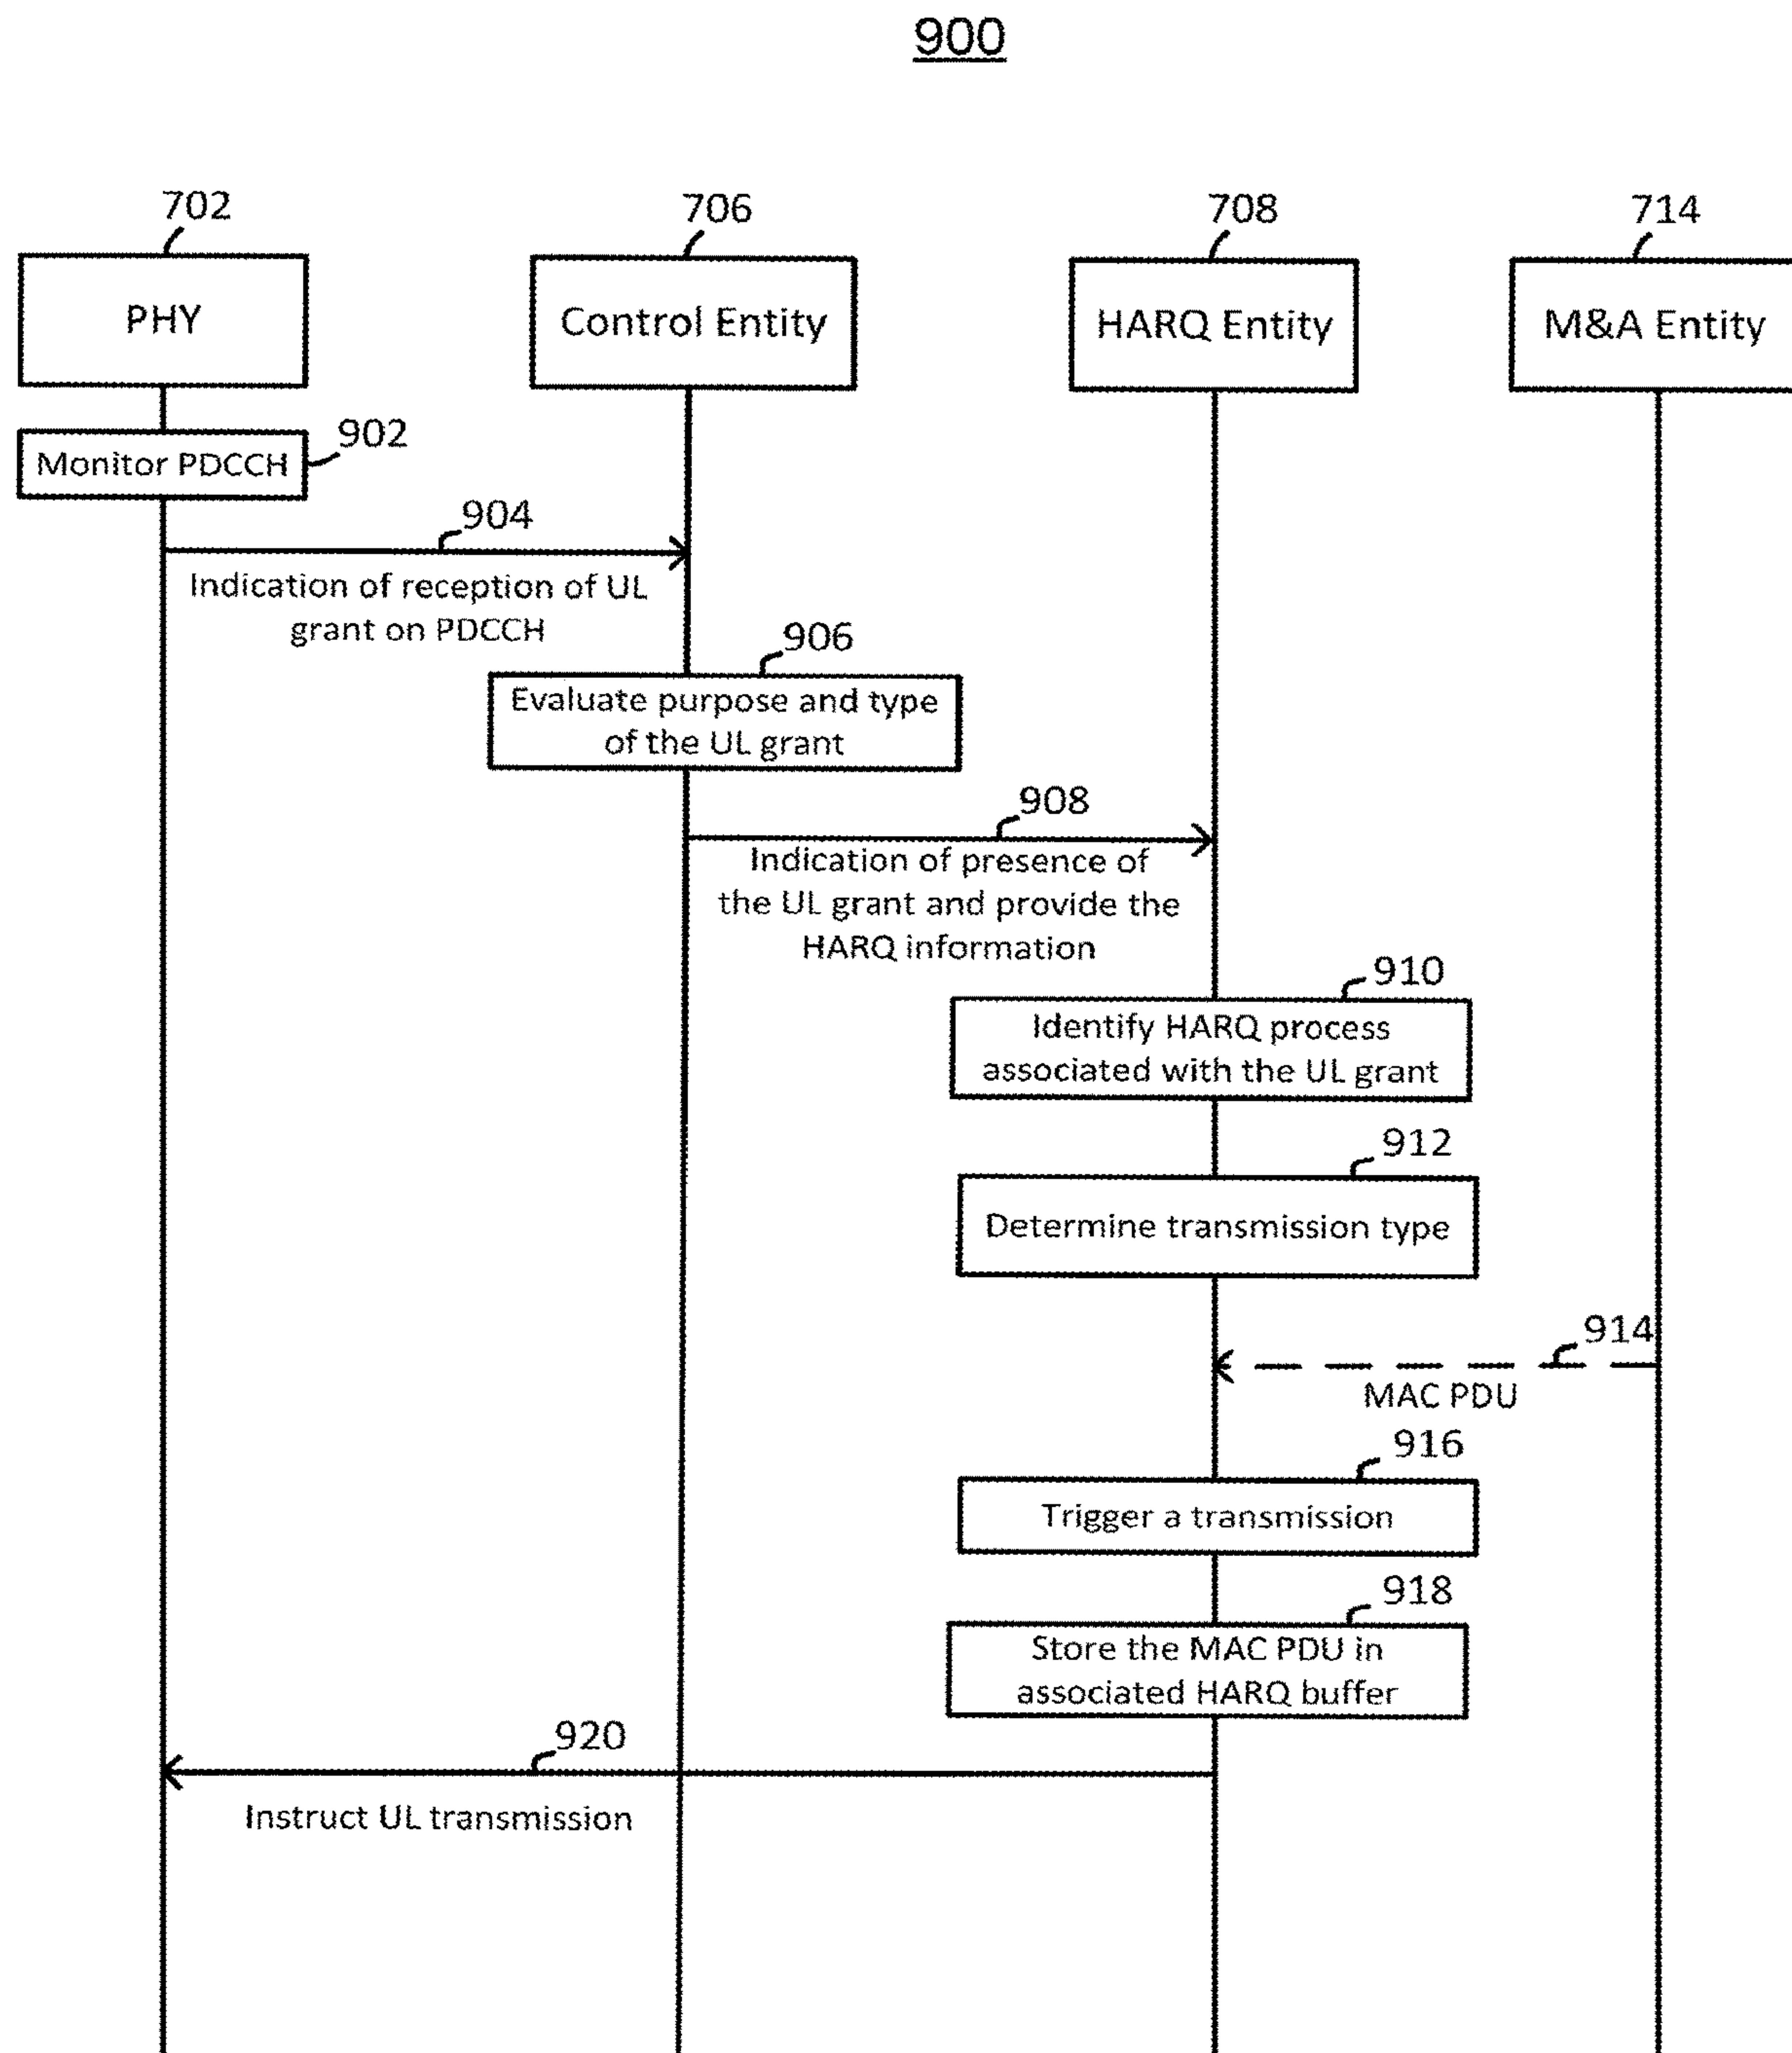 900
702
706
708
714
PHY
Control Entity
HARQ Entity
M&A Entity
Monitor PDCCH
902
904
Indication of reception of UL
grant on PDCCH
906
Evaluate purpose and type
of the UL grant
908
Indication of presence of
the UL grant and provide the
HARQ information
910
Identify HARQ process
associated with the UL grant
912
Determine transmission type
914
MAC PDU
916
Trigger a transmission
918
Store the MAC PDU in
associated HARQ buffer
920
Instruct UL transmission